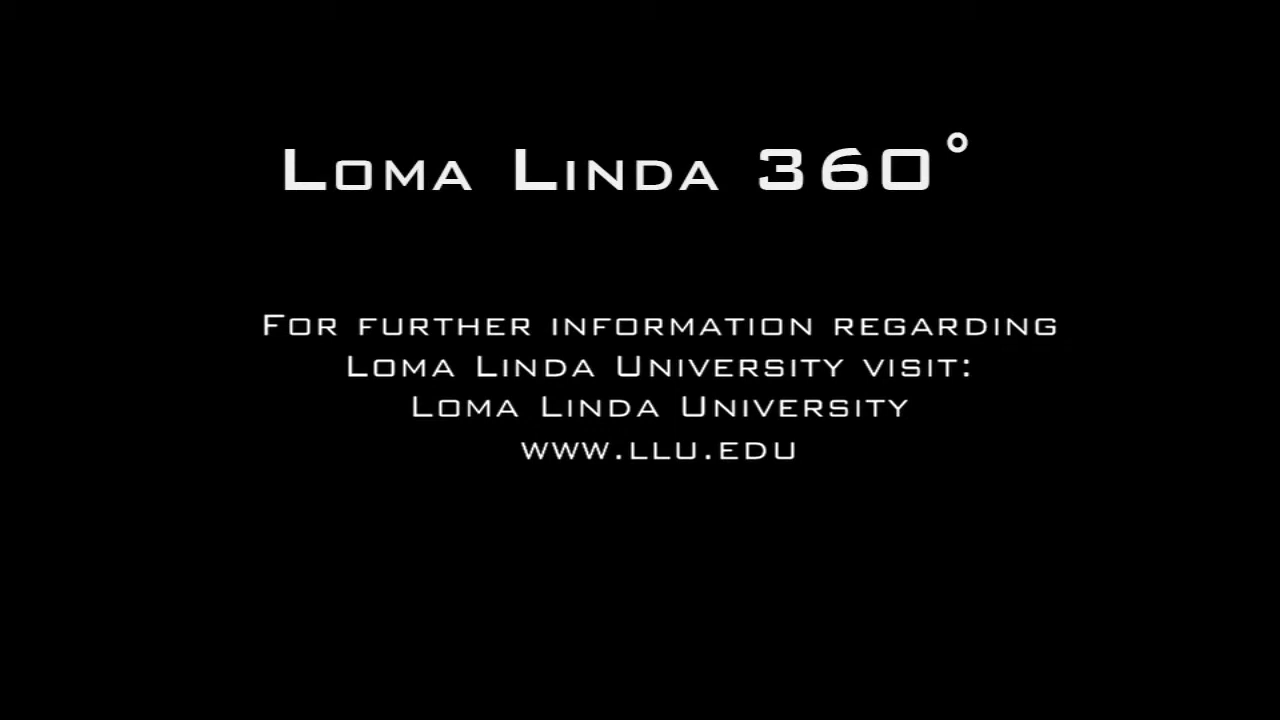 Loma Linda 360°
For further information regarding
Loma Linda University visit:
Loma Linda University
www.llu.edu